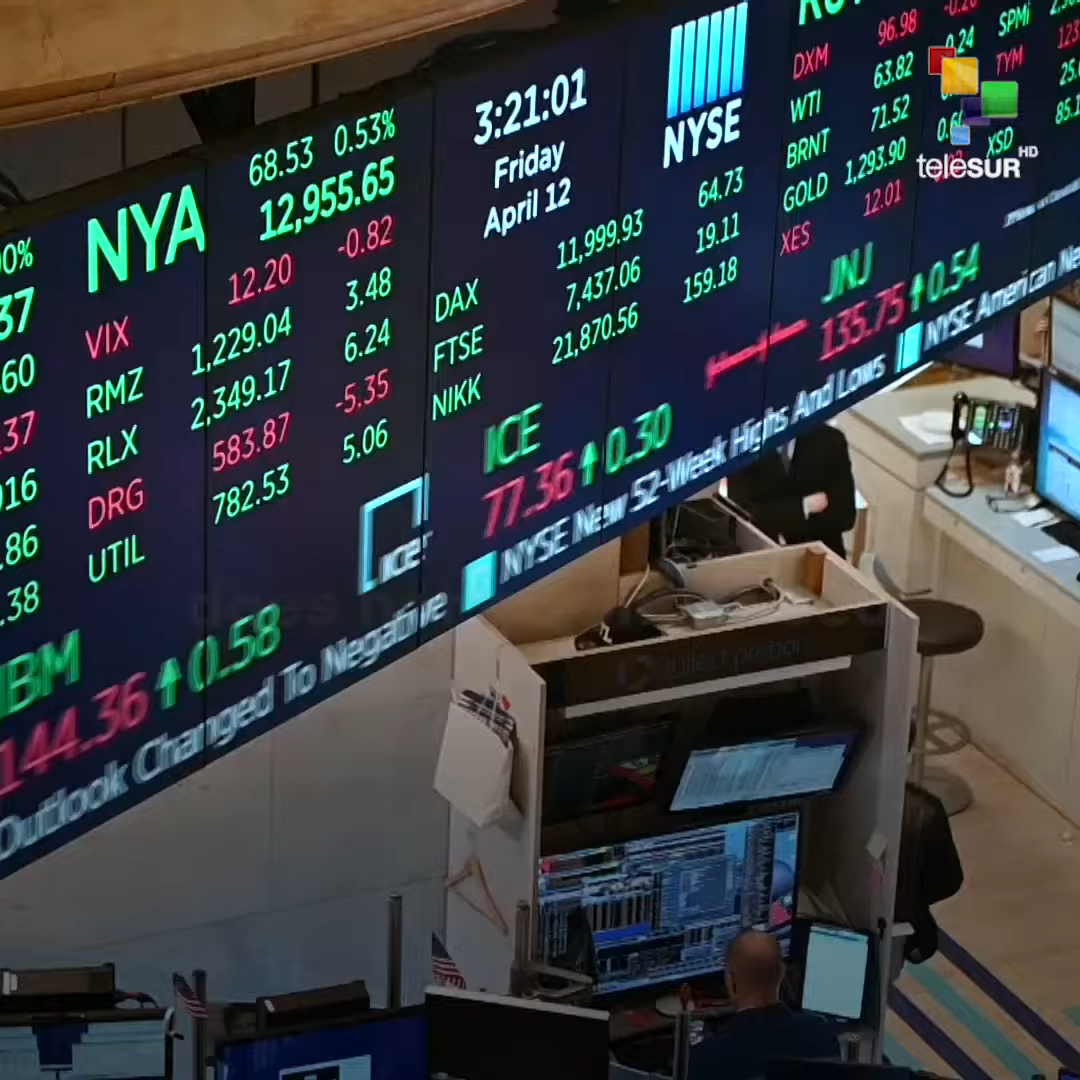 68.53 0.53%
NYA 12,955.65
VIX 12.20 -0.82
RMZ 1,229.04 3.48
RLX 2,349.17 6.24
DRG 583.87 -5.35
UTIL 782.53 5.06
3:21:01
Friday
April 12
NYSE
DAX 11,999.93 64.73
FTSE 7,437.06 19.11
NIKK 21,870.56 159.18
DXM 96.98
WTI 63.82
BRNT 71.52
GOLD 1,293.90
XES 12.01
SPMi
TYM
XSD
teleSUR HD
ice
IBM
144.36 0.58
ICE
77.36 0.30
JNJ
135.75 0.54
Outlook Changed To Negative NYSE New 52-Week Highs And Lows NYSE American